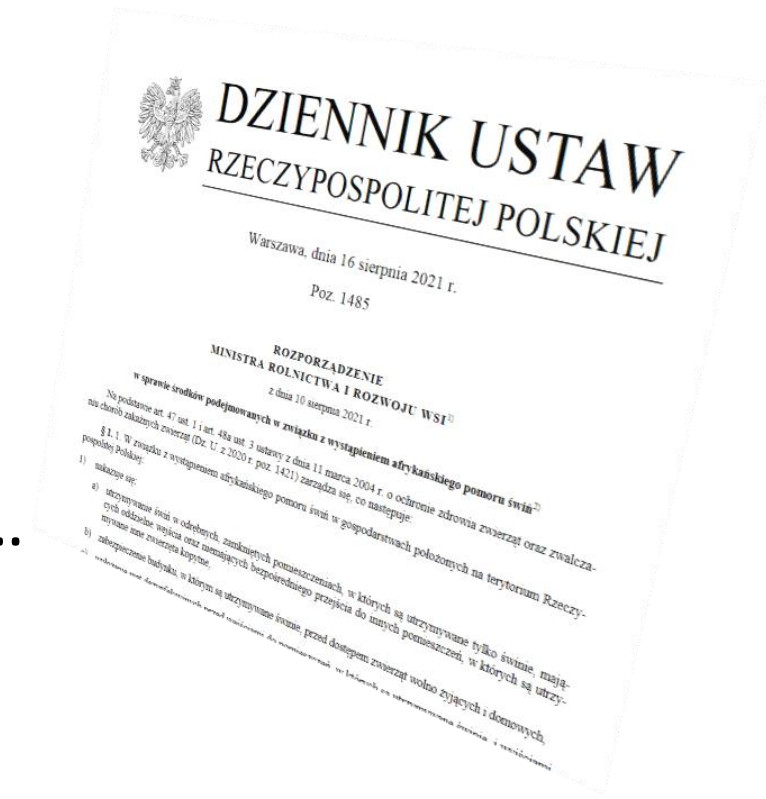 DZIENNIK USTAW
RZECZYPOSPOLITEJ POLSKIEJ
Warszawa, dnia 16 sierpnia 2021 r.
Poz. 1485
ROZPORZĄDZENIE
MINISTRA ROLNICTWA I ROZWOJU WSI¹⁾
z dnia 10 sierpnia 2021 r.
w sprawie środków podejmowanych w związku z wystąpieniem afrykańskiego pomoru świń²⁾
Na podstawie art. 47 ust. 1 i art. 48a ust. 3 ustawy z dnia 11 marca 2004 r. o ochronie zdrowia zwierząt oraz zwalcza-
niu chorób zakaźnych zwierząt (Dz. U. z 2020 r. poz. 1421) zarządza się, co następuje:
§ 1. 1. W związku z wystąpieniem afrykańskiego pomoru świń w gospodarstwach położonych na terytorium Rzeczy-
pospolitej Polskiej:
1) nakazuje się:
a) utrzymywanie świń w odrębnych, zamkniętych pomieszczeniach, w których są utrzymywane tylko świnie, mają-
cych oddzielne wejścia oraz niemających bezpośredniego przejścia do innych pomieszczeń, w których są utrzy-
mywane inne zwierzęta kopytne,
b) zabezpieczenie budynku, w którym są utrzymywane świnie, przed dostępem zwierząt wolno żyjących i domowych,
..